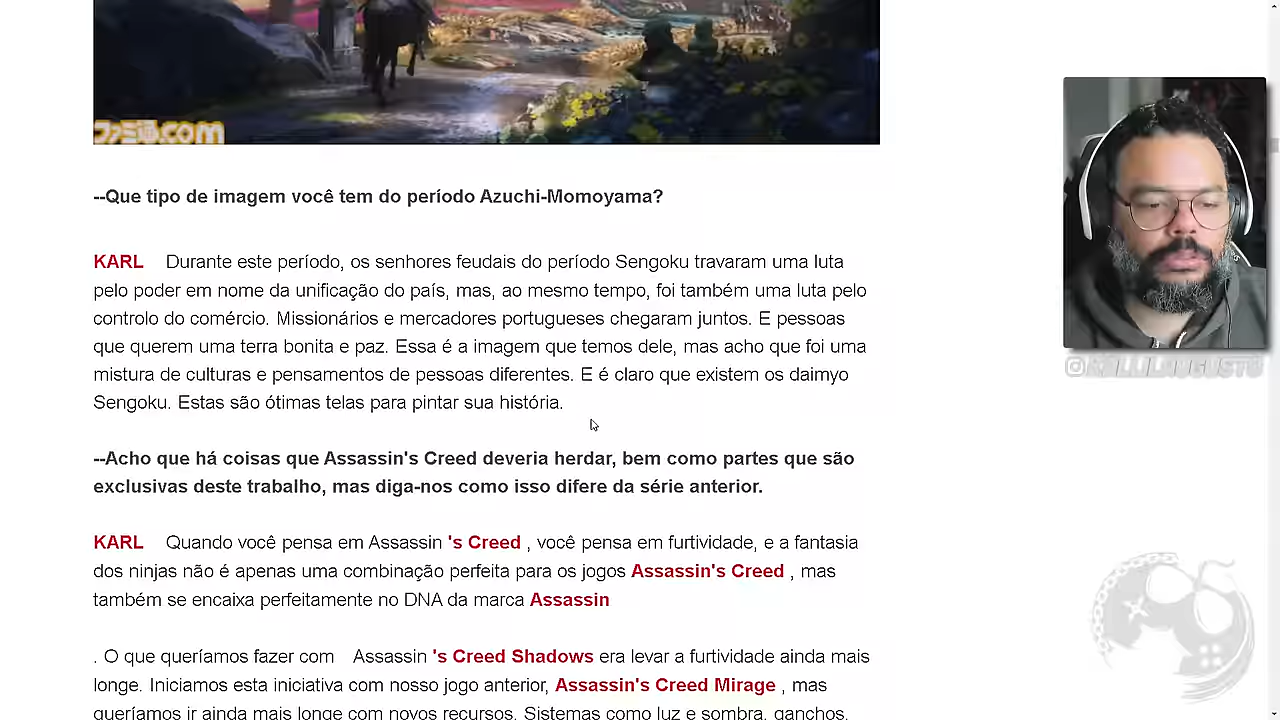 ファミ通.com
--Que tipo de imagem você tem do período Azuchi-Momoyama?
KARL Durante este período, os senhores feudais do período Sengoku travaram uma luta
pelo poder em nome da unificação do país, mas, ao mesmo tempo, foi também uma luta pelo
controlo do comércio. Missionários e mercadores portugueses chegaram juntos. E pessoas
que querem uma terra bonita e paz. Essa é a imagem que temos dele, mas acho que foi uma
mistura de culturas e pensamentos de pessoas diferentes. E é claro que existem os daimyo
Sengoku. Estas são ótimas telas para pintar sua história.
--Acho que há coisas que Assassin's Creed deveria herdar, bem como partes que são
exclusivas deste trabalho, mas diga-nos como isso difere da série anterior.
KARL Quando você pensa em Assassin 's Creed , você pensa em furtividade, e a fantasia
dos ninjas não é apenas uma combinação perfeita para os jogos Assassin's Creed , mas
também se encaixa perfeitamente no DNA da marca Assassin
. O que queríamos fazer com Assassin 's Creed Shadows era levar a furtividade ainda mais
longe. Iniciamos esta iniciativa com nosso jogo anterior, Assassin's Creed Mirage , mas
queríamos ir ainda mais longe com novos recursos. Sistemas como luz e sombra, ganchos,